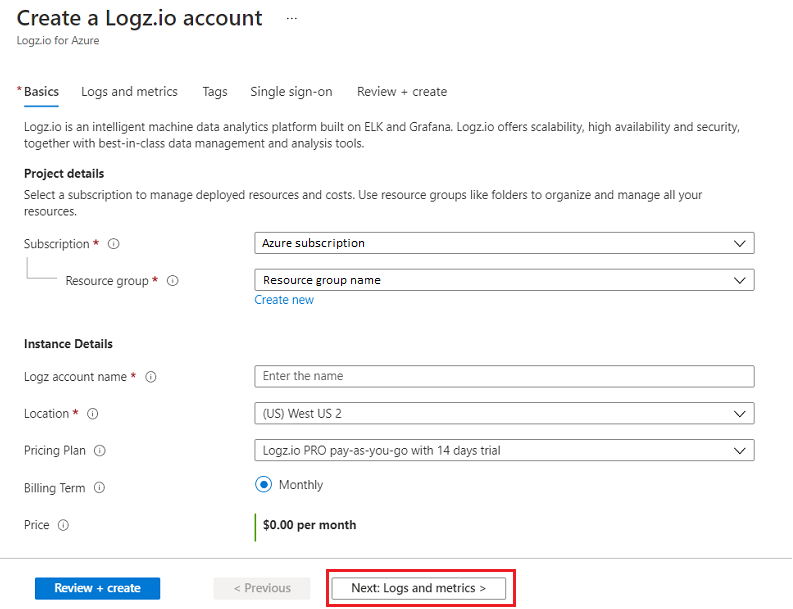 Create a Logz.io account ...
Logz.io for Azure
* Basics Logs and metrics Tags Single sign-on Review + create
Logz.io is an intelligent machine data analytics platform built on ELK and Grafana. Logz.io offers scalability, high availability and security,
together with best-in-class data management and analysis tools.
Project details
Select a subscription to manage deployed resources and costs. Use resource groups like folders to organize and manage all your
resources.
Subscription * Azure subscription
Resource group * Resource group name
Create new
Instance Details
Logz account name * Enter the name
Location * (US) West US 2
Pricing Plan Logz.io PRO pay-as-you-go with 14 days trial
Billing Term Monthly
Price $0.00 per month
Review + create < Previous Next: Logs and metrics >